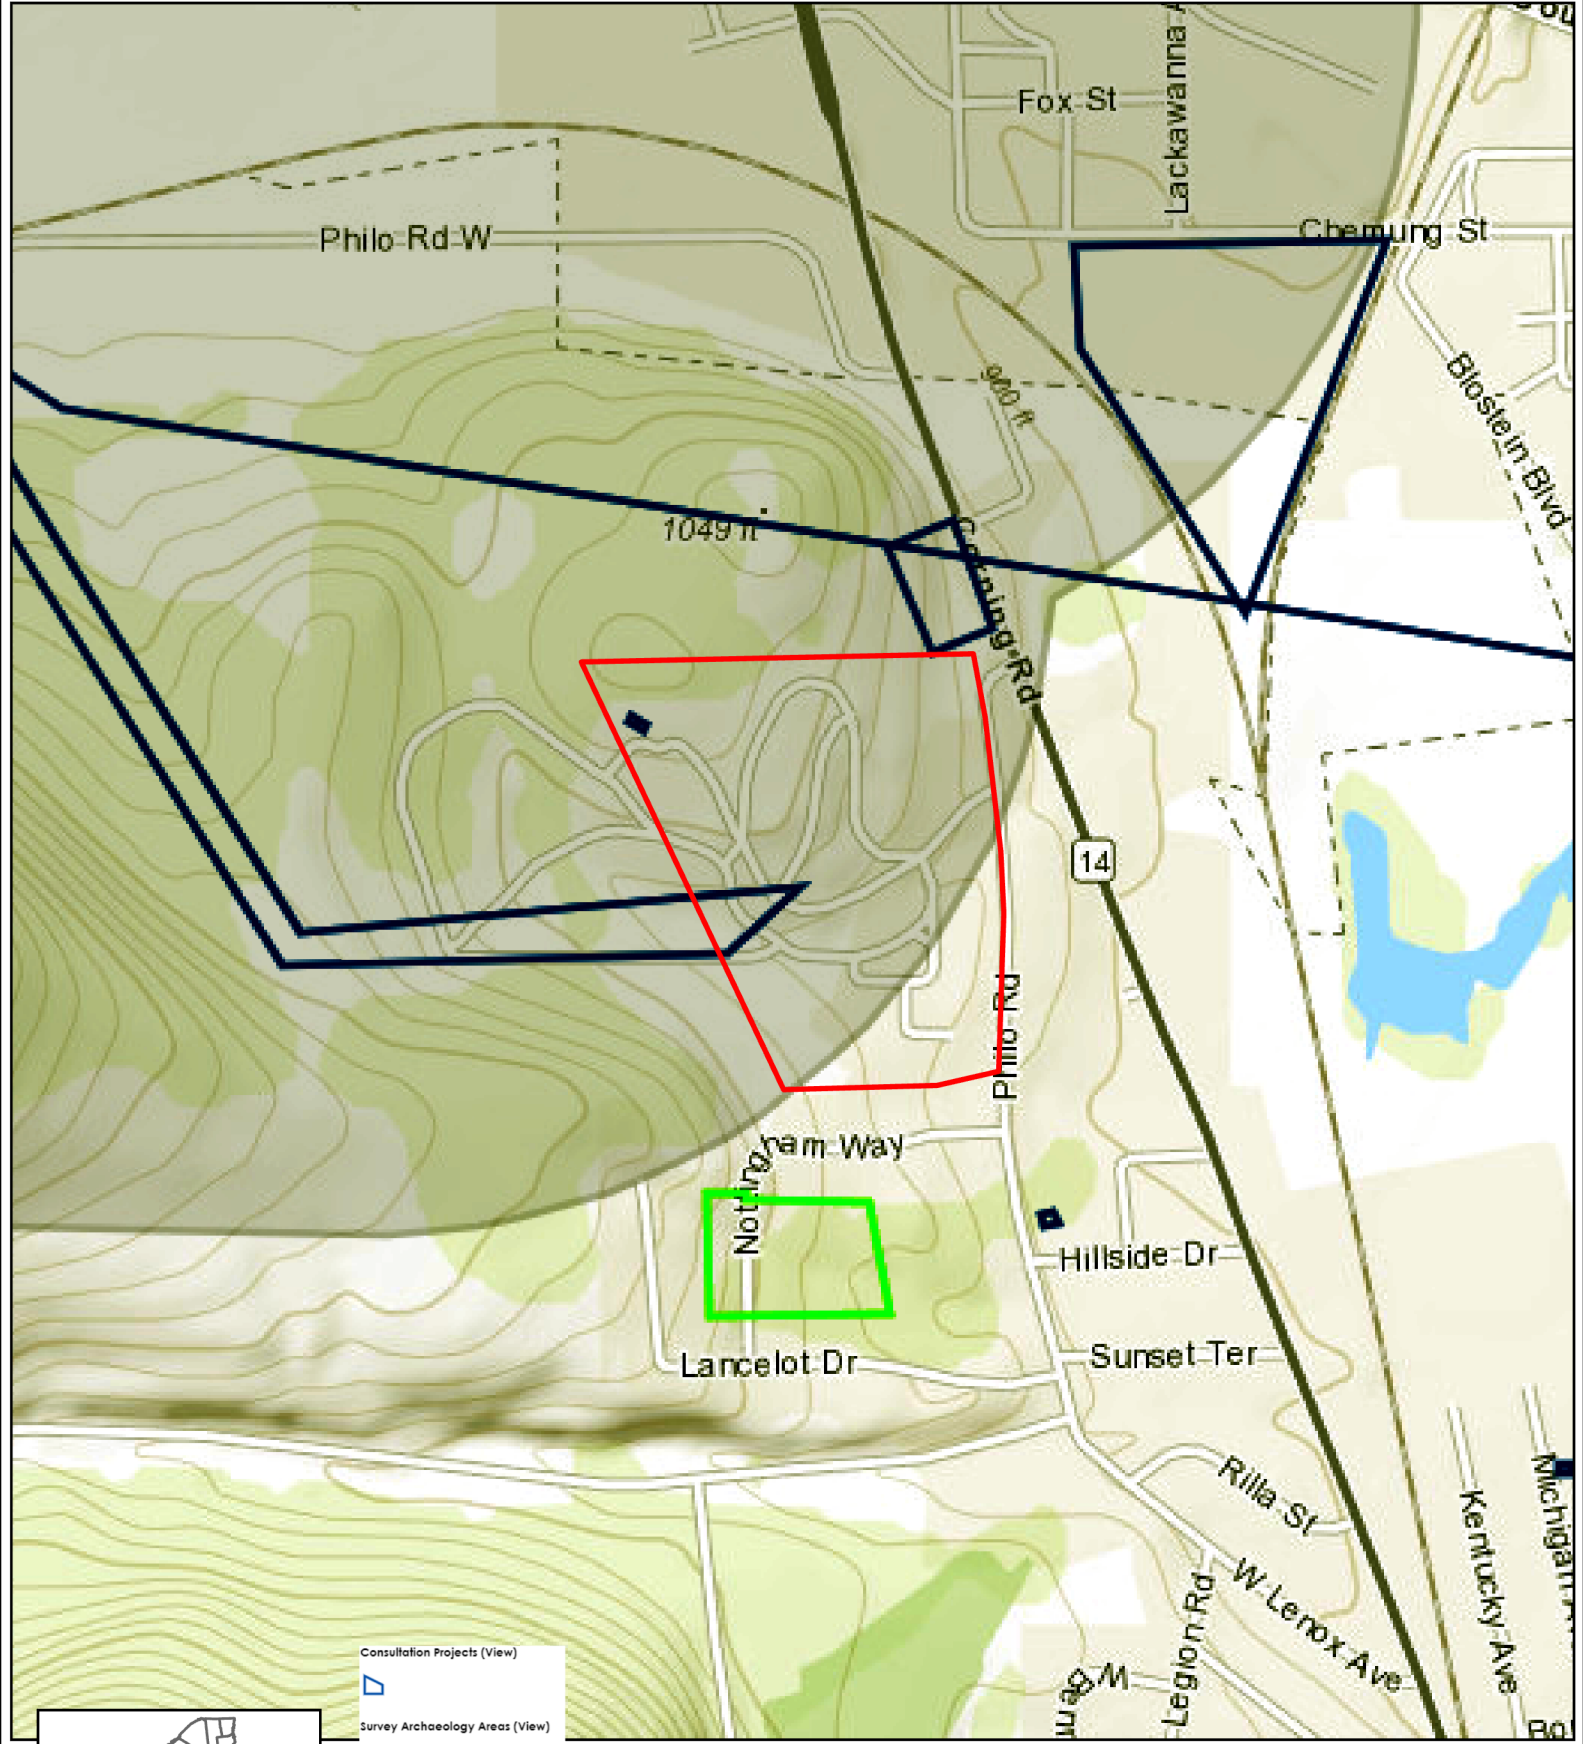 Fox St
Lackawanna A
Philo Rd W
Chemung St
900 ft
Blostein Blvd
1049 ft
Corning Rd
14
Philo Rd
Nottingham Way
Hillside Dr
Lancelot Dr
Sunset Ter
Rilla St
W Lenox Ave
Kentucky Ave
Michigan A
Legion Rd
W
Consultation Projects (View)
Survey Archaeology Areas (View)